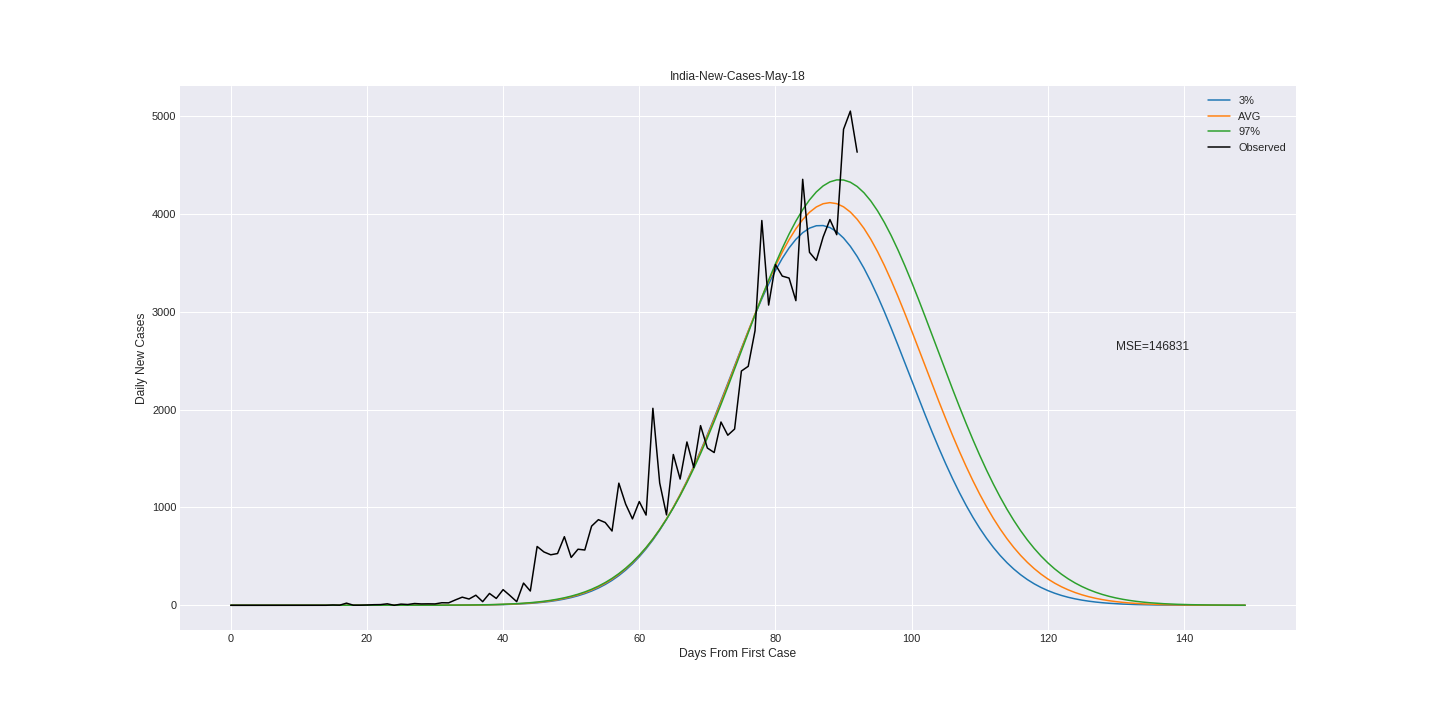 India-New-Cases-May-18
3%
AVG
97%
Observed
5000
4000
3000
2000
1000
0
Daily New Cases
MSE=146831
0 20 40 60 80 100 120 140
Days From First Case